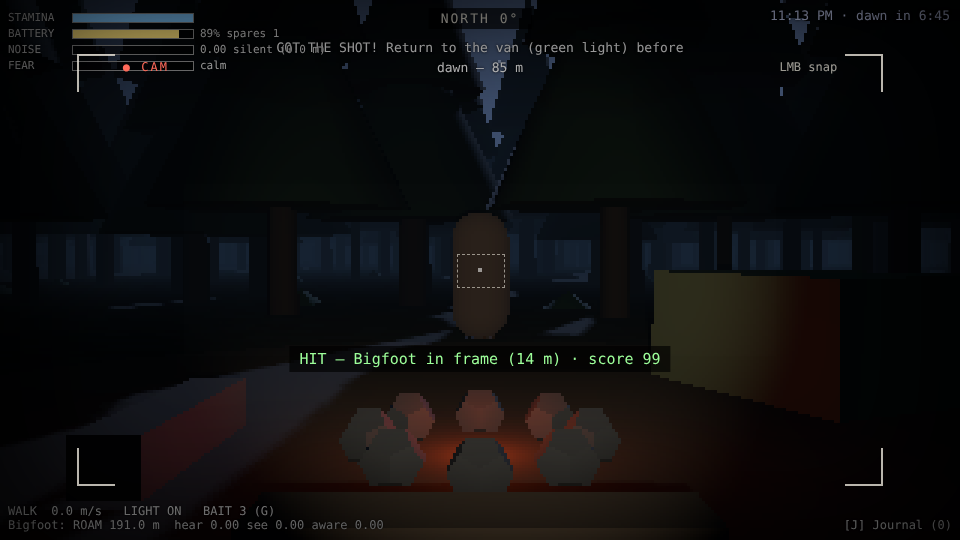 STAMINA
BATTERY 89% spares 1
NOISE 0.00 silent (0.0 m)
FEAR calm
● CAM
NORTH 0°
GOT THE SHOT! Return to the van (green light) before
dawn — 85 m
11:13 PM · dawn in 6:45
LMB snap
HIT — Bigfoot in frame (14 m) · score 99
WALK 0.0 m/s LIGHT ON BAIT 3 (G)
Bigfoot: ROAM 191.0 m hear 0.00 see 0.00 aware 0.00
[J] Journal (0)